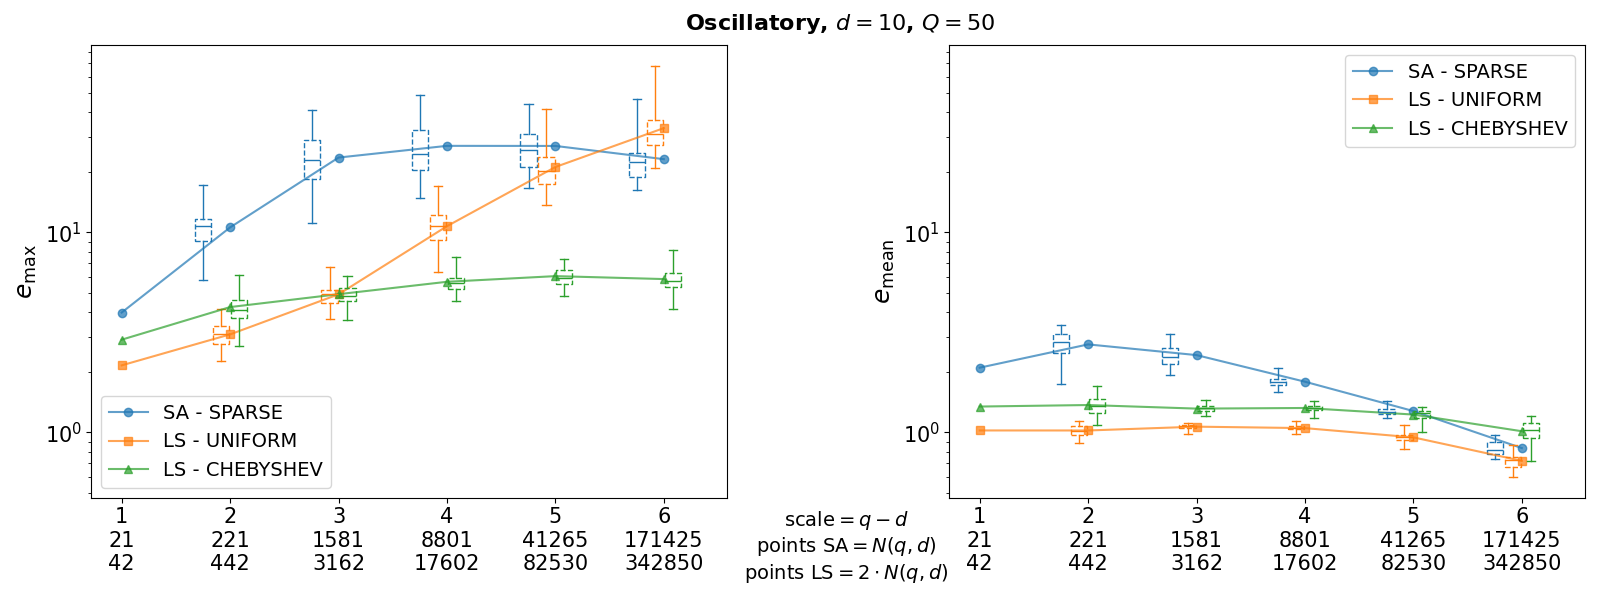 Oscillatory, d = 10, Q = 50
e_max
10^1
10^0
SA - SPARSE
LS - UNIFORM
LS - CHEBYSHEV
1 2 3 4 5 6
21 221 1581 8801 41265 171425
42 442 3162 17602 82530 342850
scale = q − d
points SA = N(q, d)
points LS = 2 · N(q, d)
e_mean
10^1
10^0
SA - SPARSE
LS - UNIFORM
LS - CHEBYSHEV
1 2 3 4 5 6
21 221 1581 8801 41265 171425
42 442 3162 17602 82530 342850